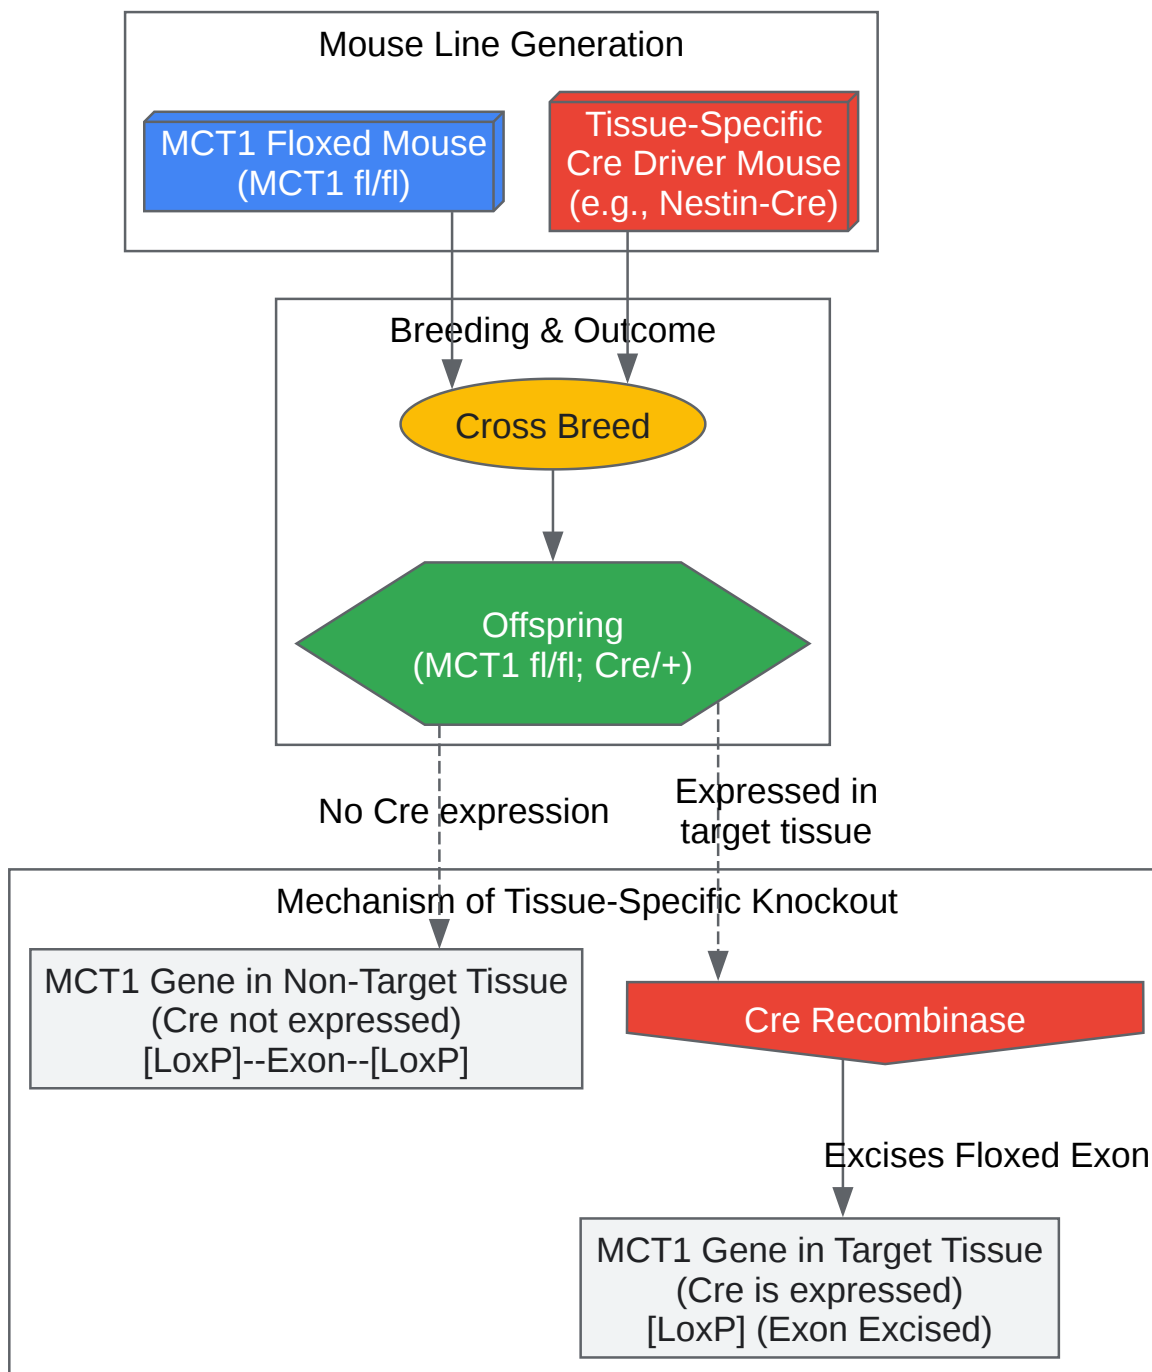 Mouse Line Generation
MCT1 Floxed Mouse
(MCT1 fl/fl)
Tissue-Specific
Cre Driver Mouse
(e.g., Nestin-Cre)
Breeding & Outcome
Cross Breed
Offspring
(MCT1 fl/fl; Cre/+)
No Cre expression
Expressed in
target tissue
Mechanism of Tissue-Specific Knockout
MCT1 Gene in Non-Target Tissue
(Cre not expressed)
[LoxP]--Exon--[LoxP]
Cre Recombinase
Excises Floxed Exon
MCT1 Gene in Target Tissue
(Cre is expressed)
[LoxP] (Exon Excised)